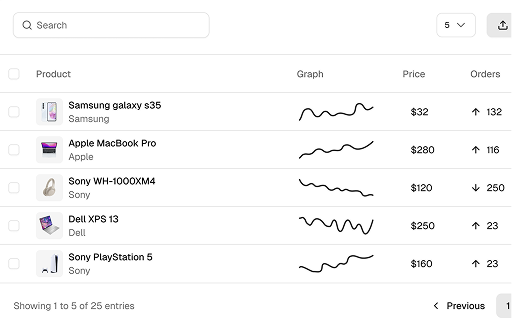 Search
5
Product Graph Price Orders
Samsung galaxy s35
Samsung
$32 132
Apple MacBook Pro
Apple
$280 116
Sony WH-1000XM4
Sony
$120 250
Dell XPS 13
Dell
$250 23
Sony PlayStation 5
Sony
$160 23
Showing 1 to 5 of 25 entries
Previous 1